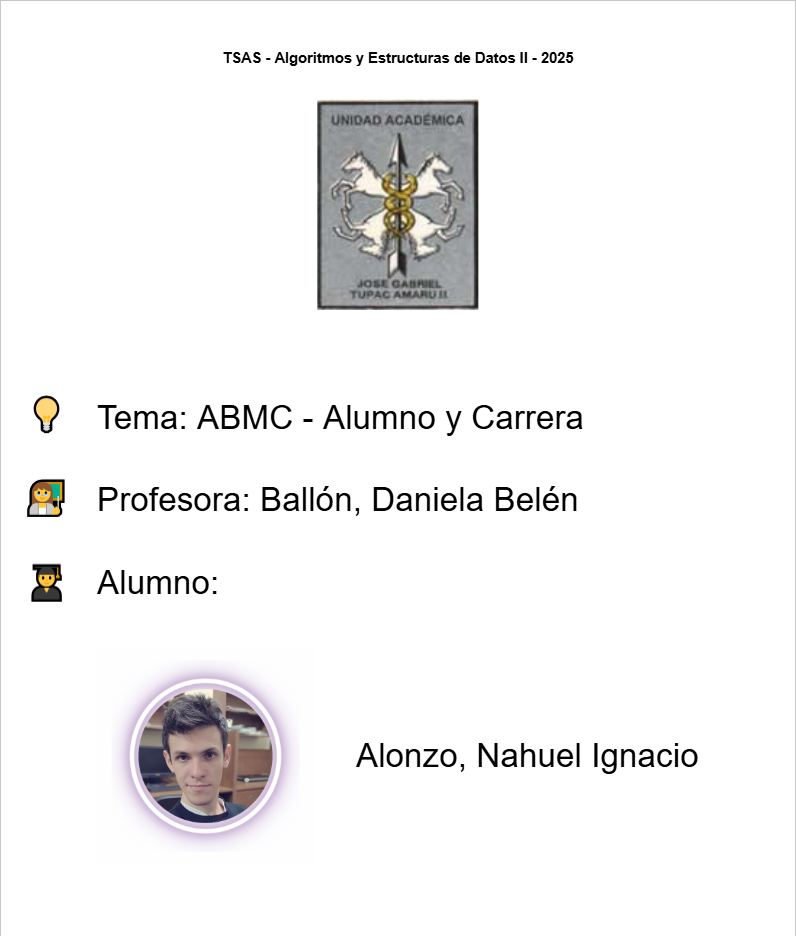 TSAS - Algoritmos y Estructuras de Datos II - 2025
UNIDAD ACADÉMICA
JOSE GABRIEL
TUPAC AMARU II
Tema: ABMC - Alumno y Carrera
Profesora: Ballón, Daniela Belén
Alumno:
Alonzo, Nahuel Ignacio